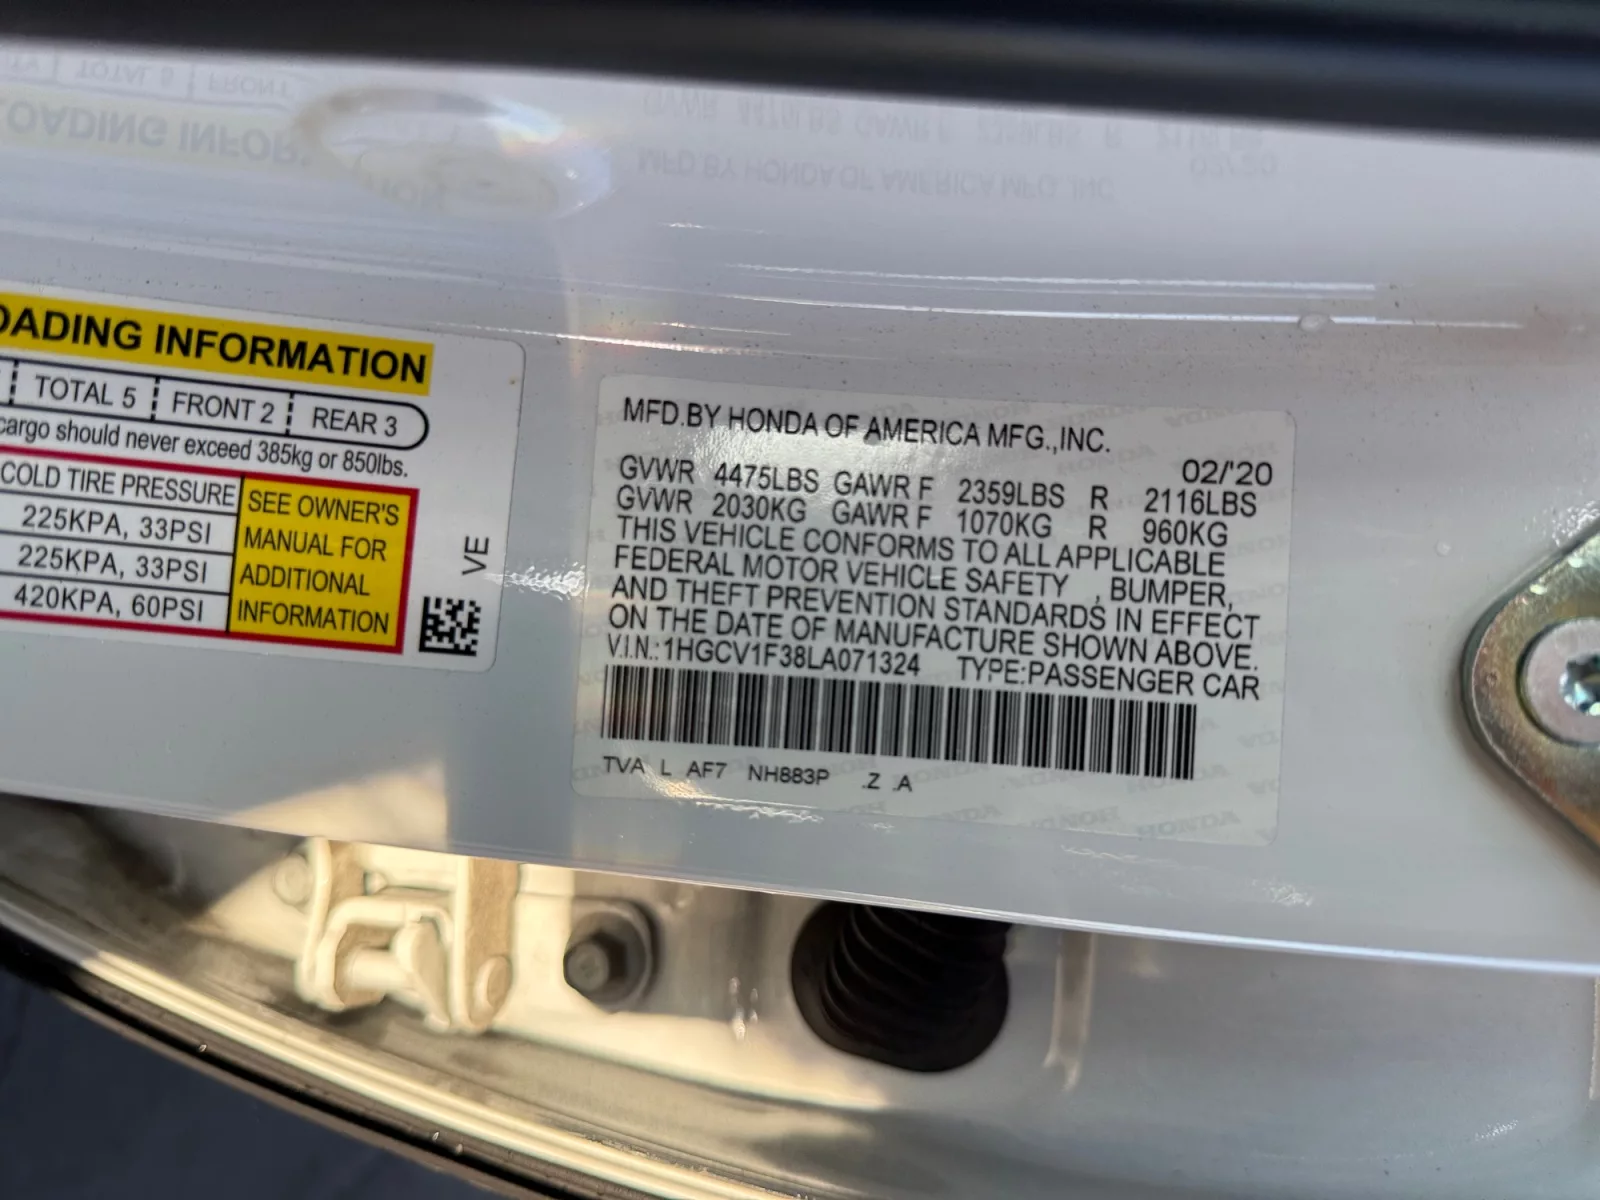 OADING INFORMATION
TOTAL 5 FRONT 2 REAR 3
cargo should never exceed 385kg or 850lbs.
COLD TIRE PRESSURE
225KPA, 33PSI
225KPA, 33PSI
420KPA, 60PSI
SEE OWNER'S
MANUAL FOR
ADDITIONAL
INFORMATION
VE
MFD.BY HONDA OF AMERICA MFG.,INC.
02/'20
GVWR 4475LBS GAWR F 2359LBS R 2116LBS
GVWR 2030KG GAWR F 1070KG R 960KG
THIS VEHICLE CONFORMS TO ALL APPLICABLE
FEDERAL MOTOR VEHICLE SAFETY , BUMPER,
AND THEFT PREVENTION STANDARDS IN EFFECT
ON THE DATE OF MANUFACTURE SHOWN ABOVE.
V.I.N.:1HGCV1F38LA071324 TYPE:PASSENGER CAR
TVA L AF7 NH883P .Z .A